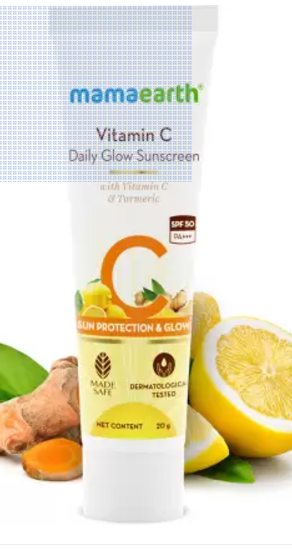 mamaearth®
Vitamin C
Daily Glow Sunscreen
with Vitamin C
& Turmeric
SPF 50
PA+++
C
SUN PROTECTION & GLOW
MADE
SAFE
DERMATOLOGICALLY
TESTED
NET CONTENT 20 g